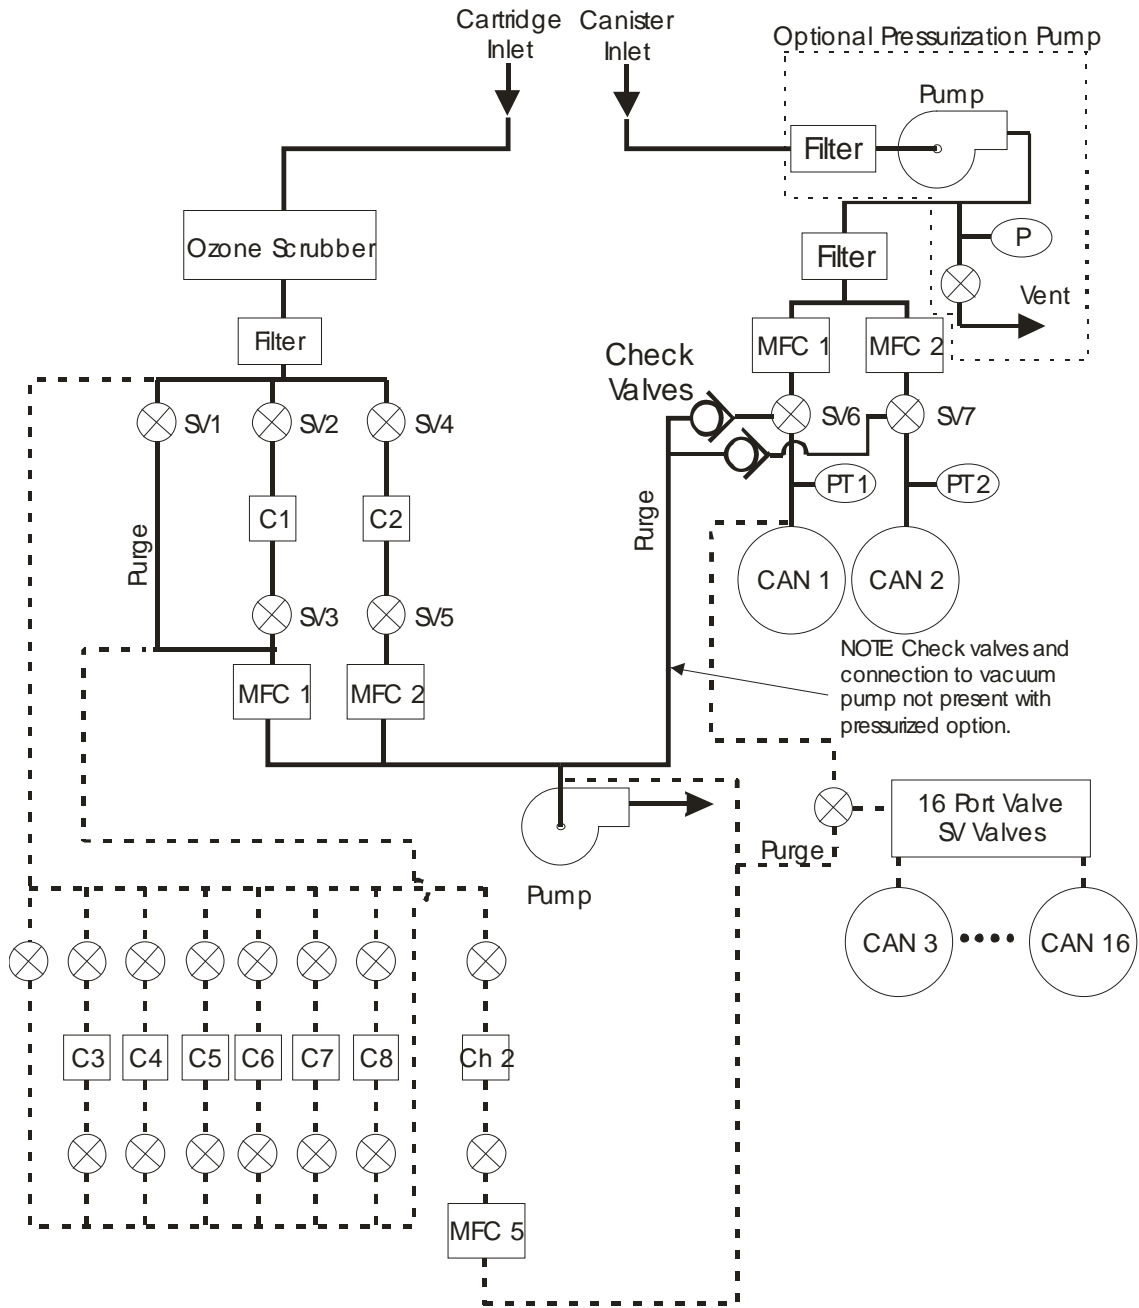 Cartridge
Inlet
Canister
Inlet
Optional Pressurization Pump
Pump
Filter
Ozone Scrubber
P
Filter
Vent
Filter
MFC 1
MFC 2
Check
Valves
SV1
SV2
SV4
SV6
SV7
PT1
PT2
C1
C2
Purge
Purge
CAN 1
CAN 2
SV3
SV5
NOTE: Check valves and
connection to vacuum
pump not present with
pressurized option.
MFC 1
MFC 2
16 Port Valve
SV Valves
Purge
Pump
CAN 3
CAN 16
C3
C4
C5
C6
C7
C8
Ch 2
MFC 5